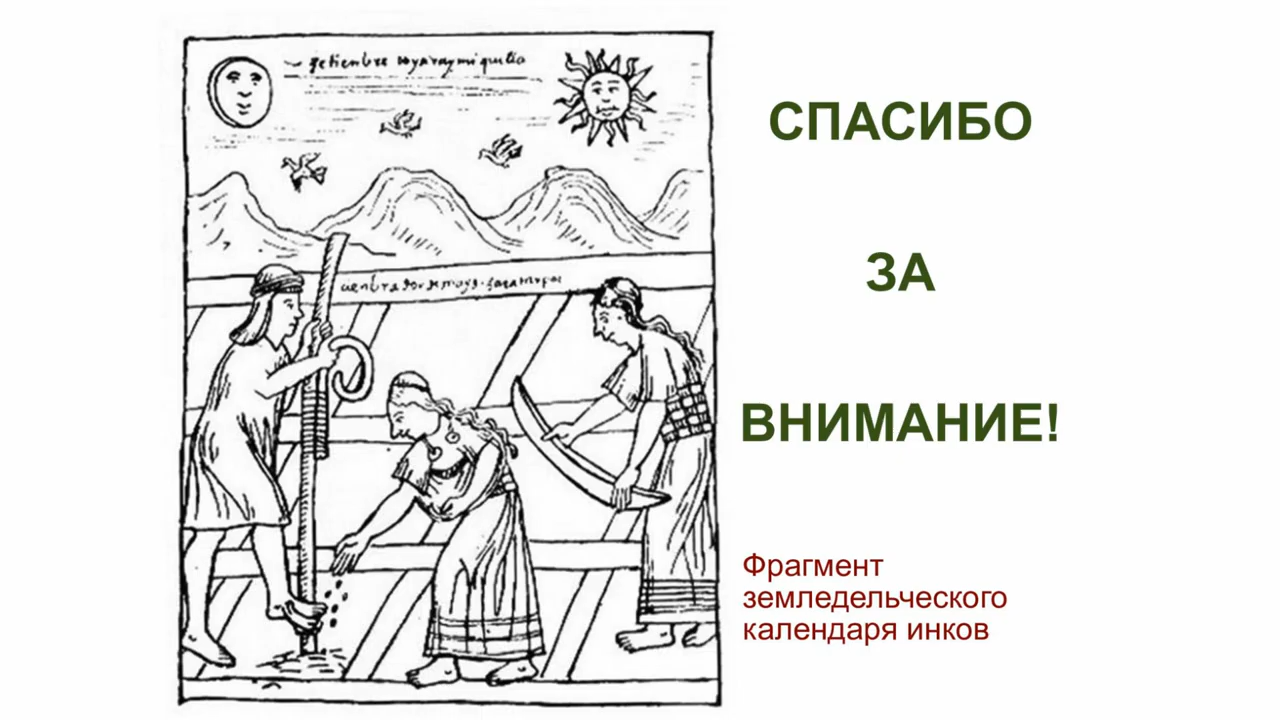 СПАСИБО
ЗА
ВНИМАНИЕ!
Фрагмент
земледельческого
календаря инков